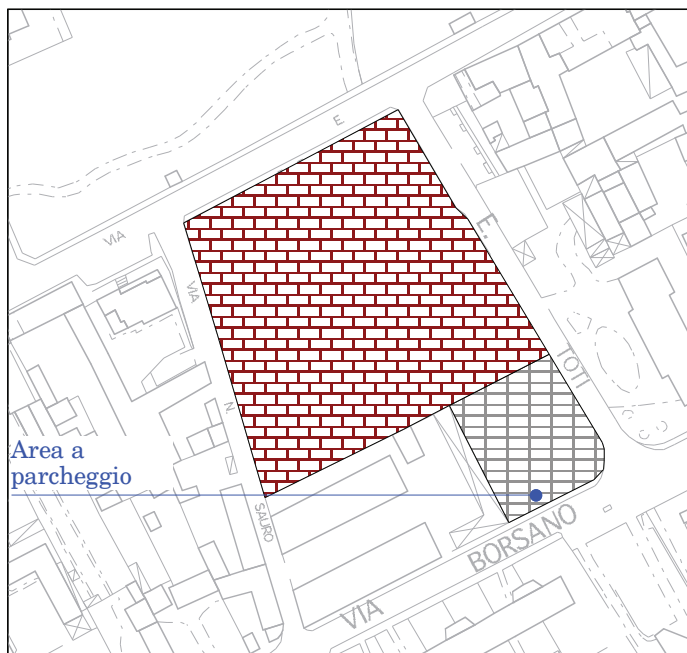 E
VIA
E.
VIA
TOTI
N.
Area a
parcheggio
SAURO
BORSANO
VIA